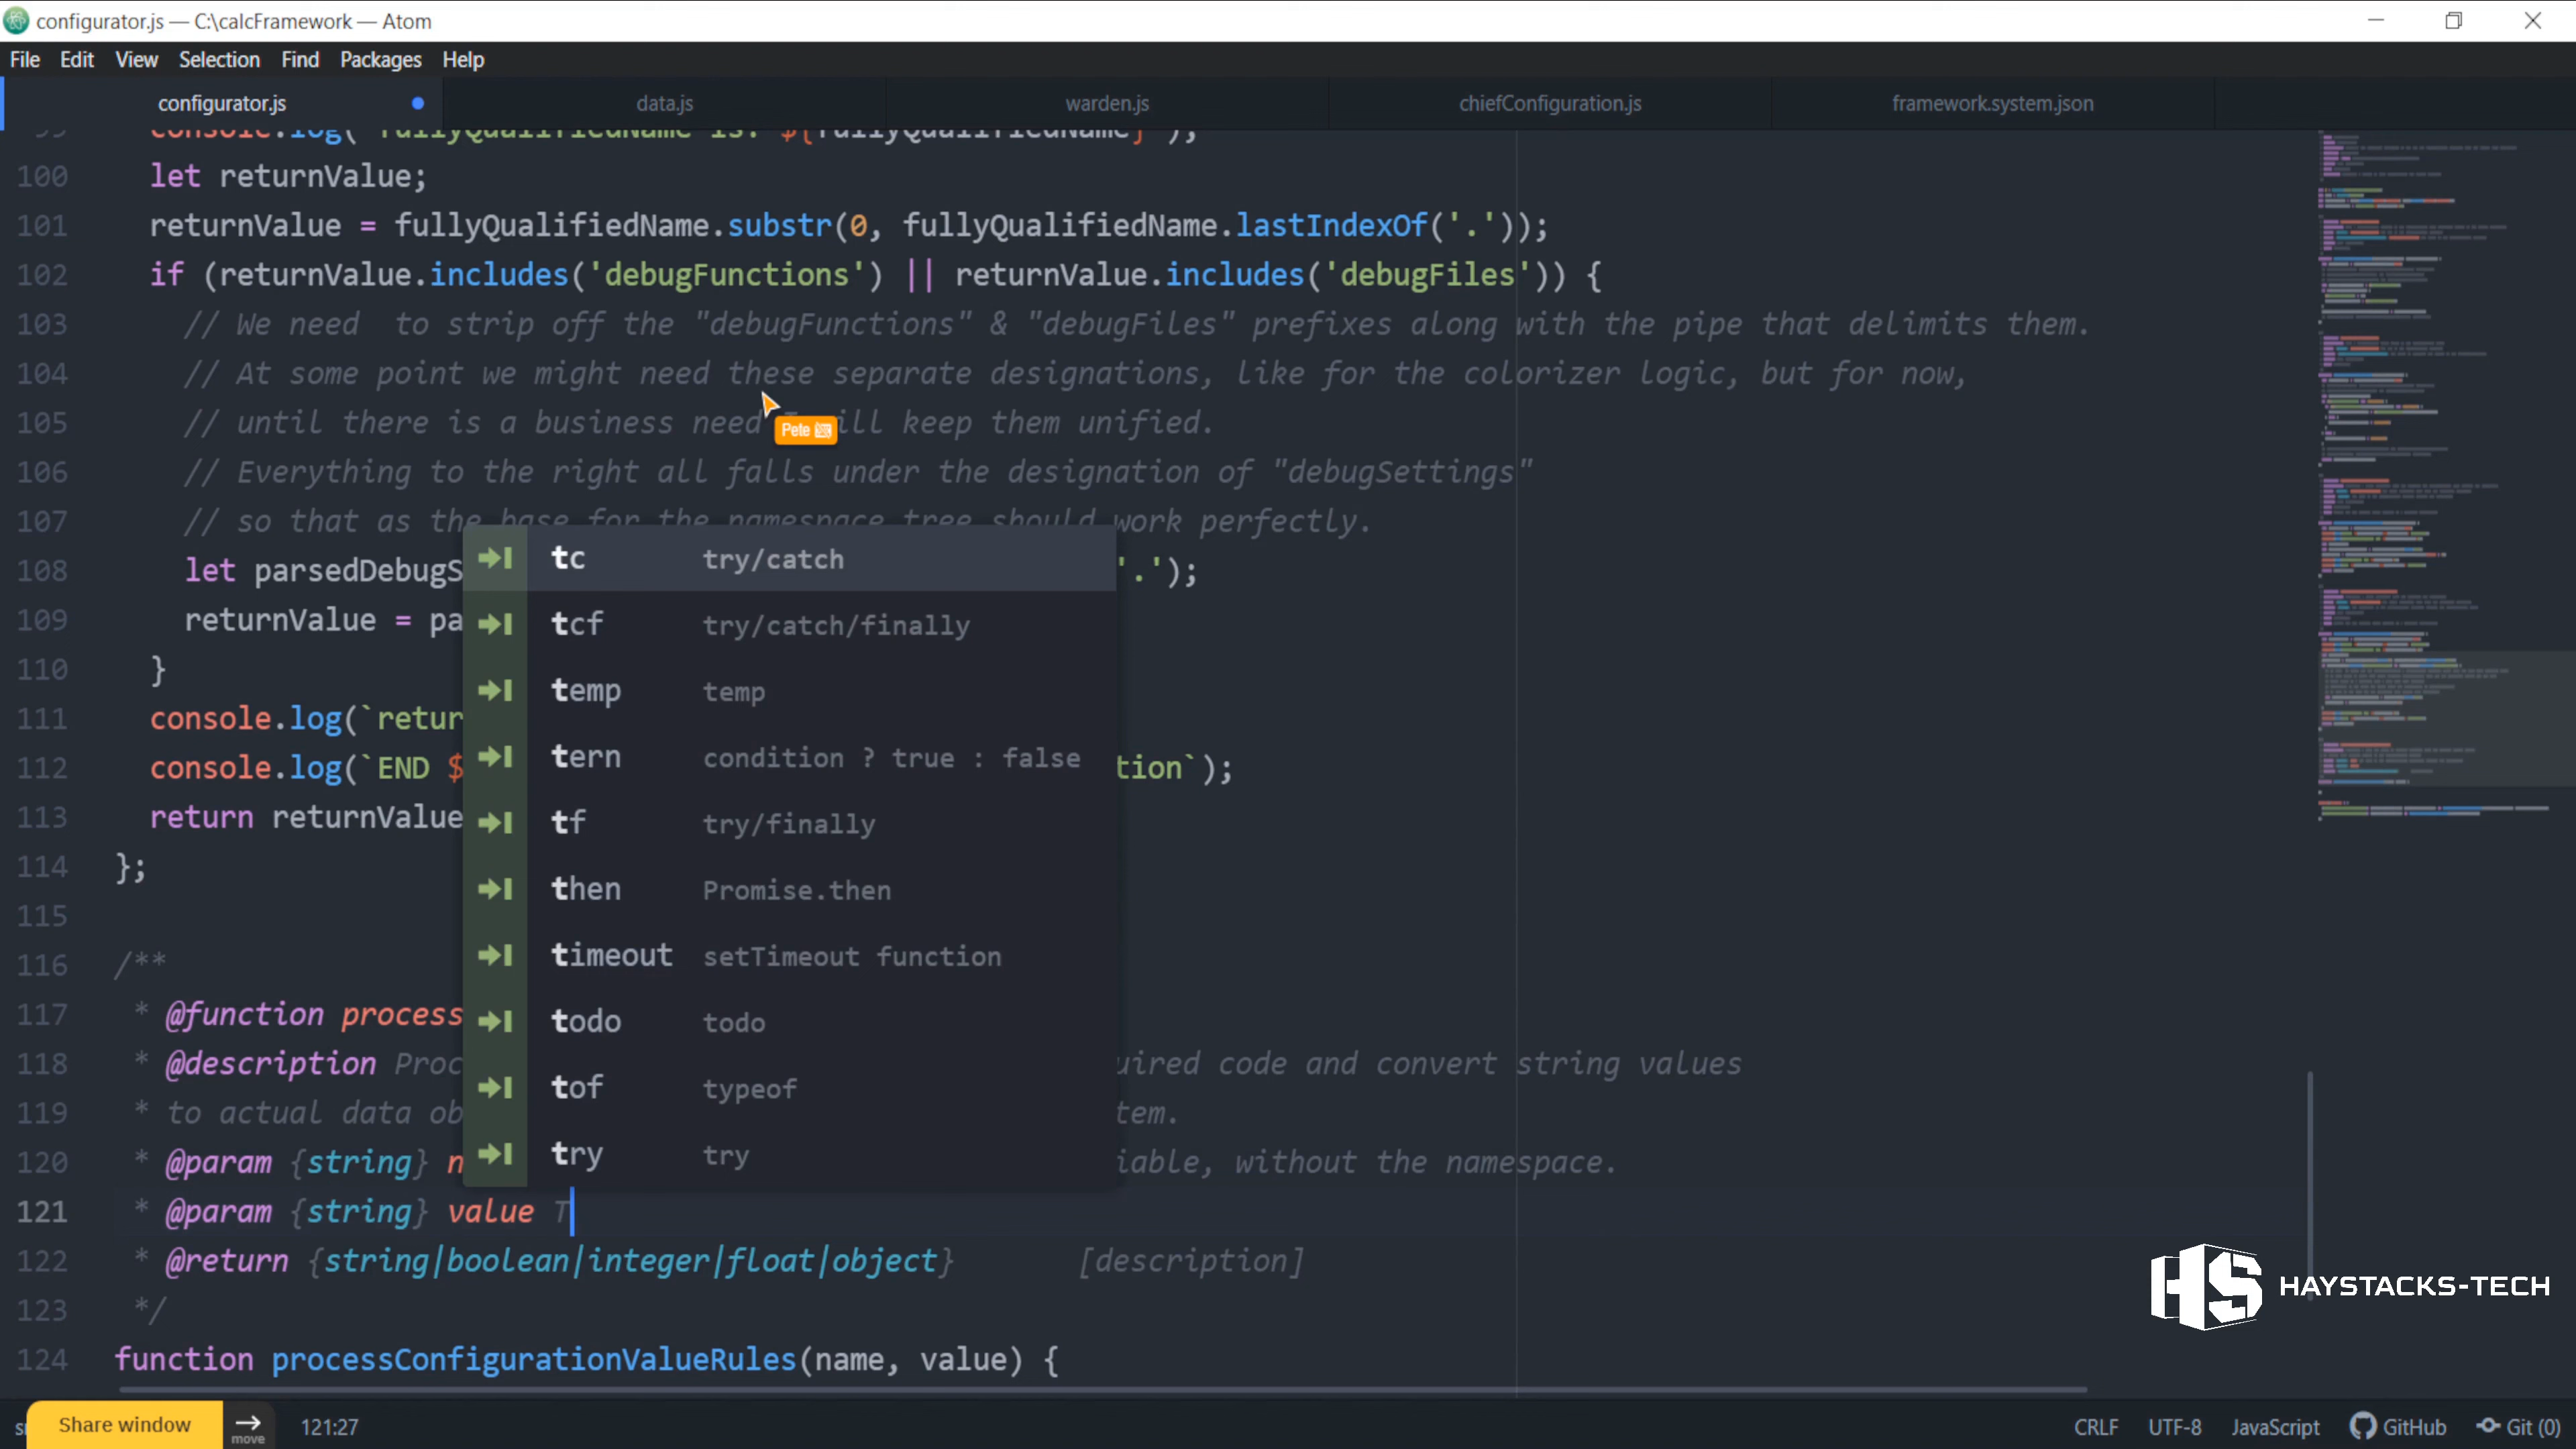 configurator.js — C:\calcFramework — Atom
File Edit View Selection Find Packages Help
configurator.js data.js warden.js chiefConfiguration.js framework.system.json
99 console.log(`fullyQualifiedName is: ${fullyQualifiedName}`);
100 let returnValue;
101 returnValue = fullyQualifiedName.substr(0, fullyQualifiedName.lastIndexOf('.'));
102 if (returnValue.includes('debugFunctions') || returnValue.includes('debugFiles')) {
103 // We need  to strip off the "debugFunctions" & "debugFiles" prefixes along with the pipe that delimits them.
104 // At some point we might need these separate designations, like for the colorizer logic, but for now,
105 // until there is a business need I will keep them unified.
Pete
106 // Everything to the right all falls under the designation of "debugSettings"
107 // so that as the base for the namespace tree should work perfectly.
108 let parsedDebugS '.');
109 returnValue = pa
110 }
111 console.log(`retur
112 console.log(`END $ tion`);
113 return returnValue
114 };
115
116 /**
117 * @function process
118 * @description Proc uired code and convert string values
119 * to actual data ob tem.
120 * @param {string} n iable, without the namespace.
121 * @param {string} value T
122 * @return {string|boolean|integer|float|object} [description]
123 */
124 function processConfigurationValueRules(name, value) {
tc try/catch
tcf try/catch/finally
temp temp
tern condition ? true : false
tf try/finally
then Promise.then
timeout setTimeout function
todo todo
tof typeof
try try
HS HAYSTACKS-TECH
Share window move 121:27 CRLF UTF-8 JavaScript GitHub Git (0)